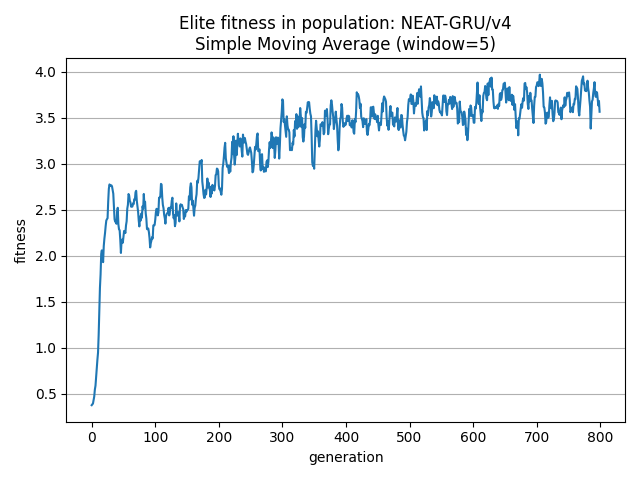 Elite fitness in population: NEAT-GRU/v4
Simple Moving Average (window=5)
fitness
4.0
3.5
3.0
2.5
2.0
1.5
1.0
0.5
0 100 200 300 400 500 600 700 800
generation